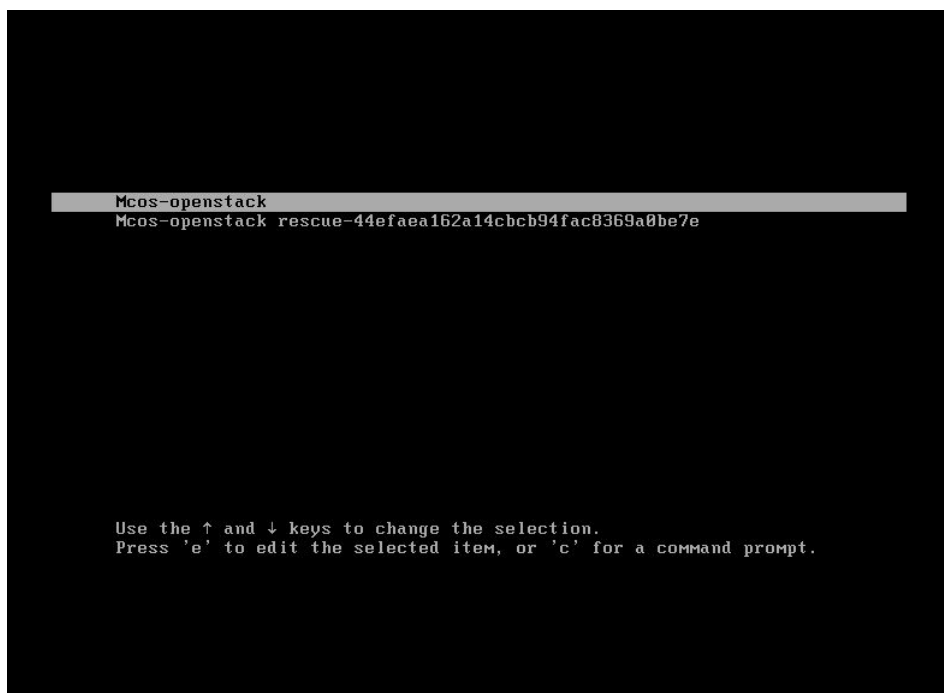 Mcos-openstack
Mcos-openstack rescue-44efaea162a14cbcb94fac8369a0be7e
Use the ↑ and ↓ keys to change the selection.
Press 'e' to edit the selected item, or 'c' for a command prompt.